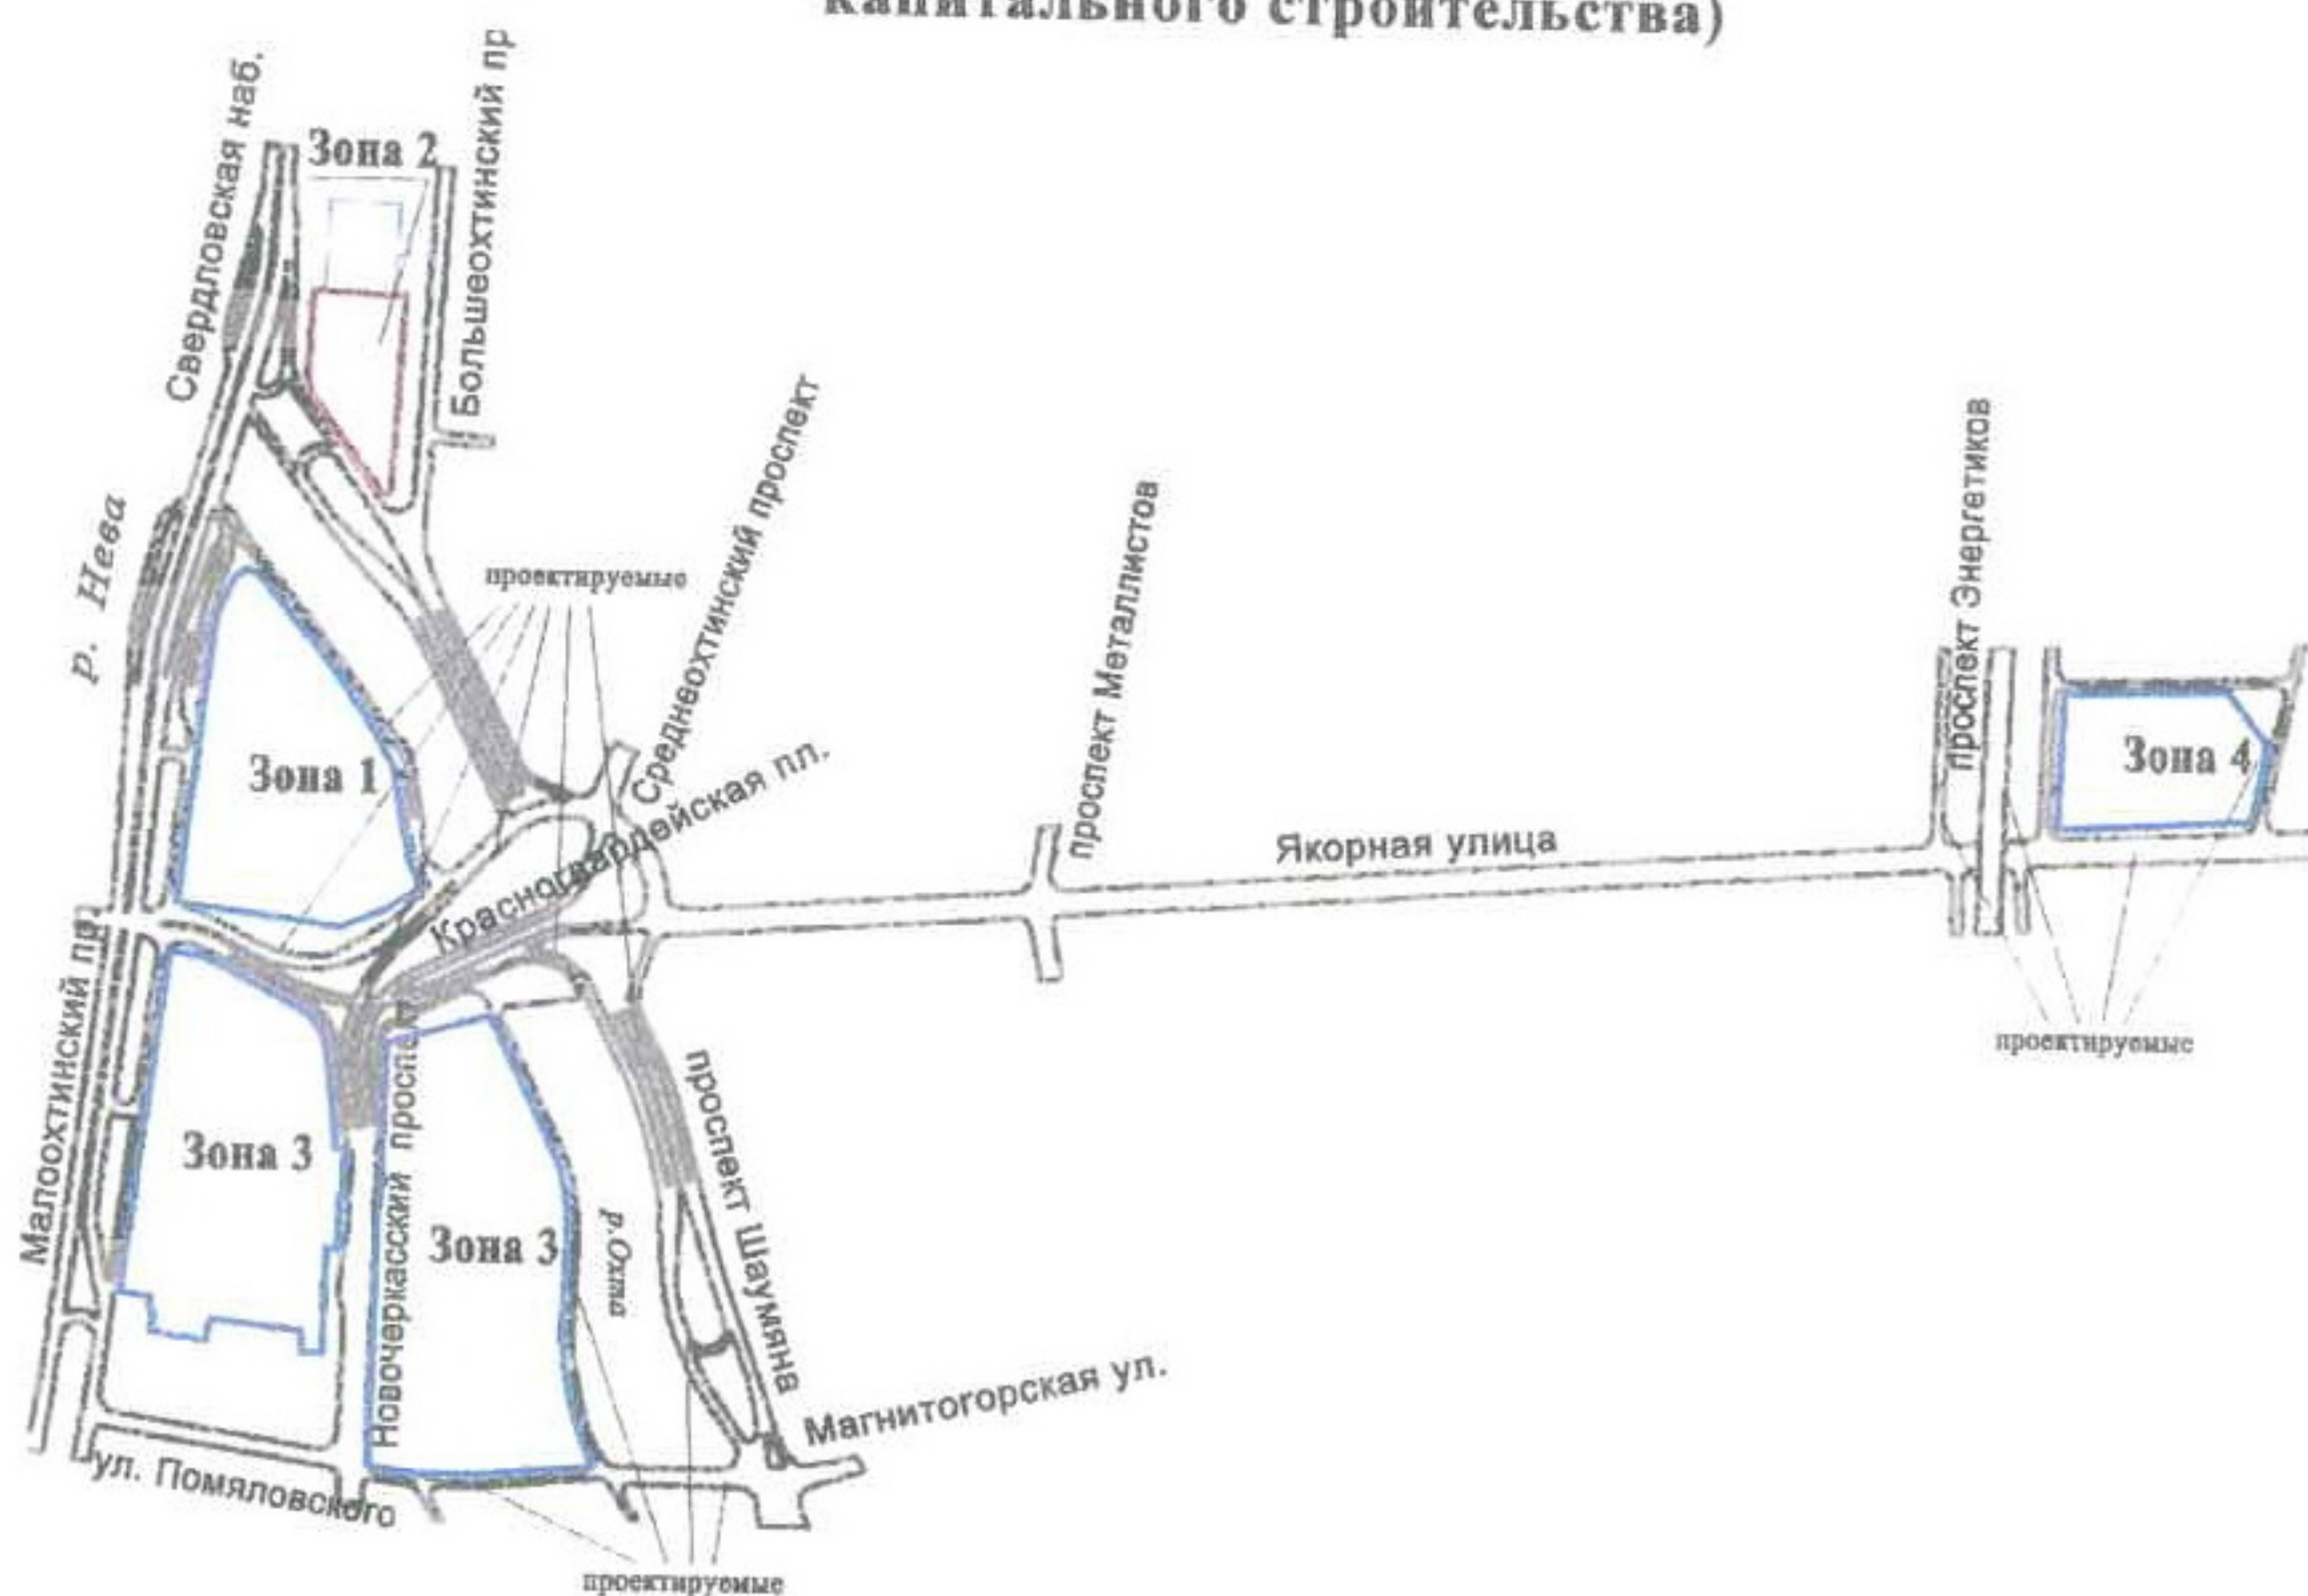 капитального строительства)
Свердловская наб.
Зона 2
Большеохтинский пр
р. Нева
проектируемые
Среднеохтинский проспект
проспект Металлистов
проспект Энергетиков
Зона 1
Красногвардейская пл.
Якорная улица
Зона 4
Малоохтинский пр.
проектируемые
Зона 3
Новочеркасский проспект
Зона 3
р.Охта
проспект Шаумяна
Магнитогорская ул.
ул. Помяловского
проектируемые